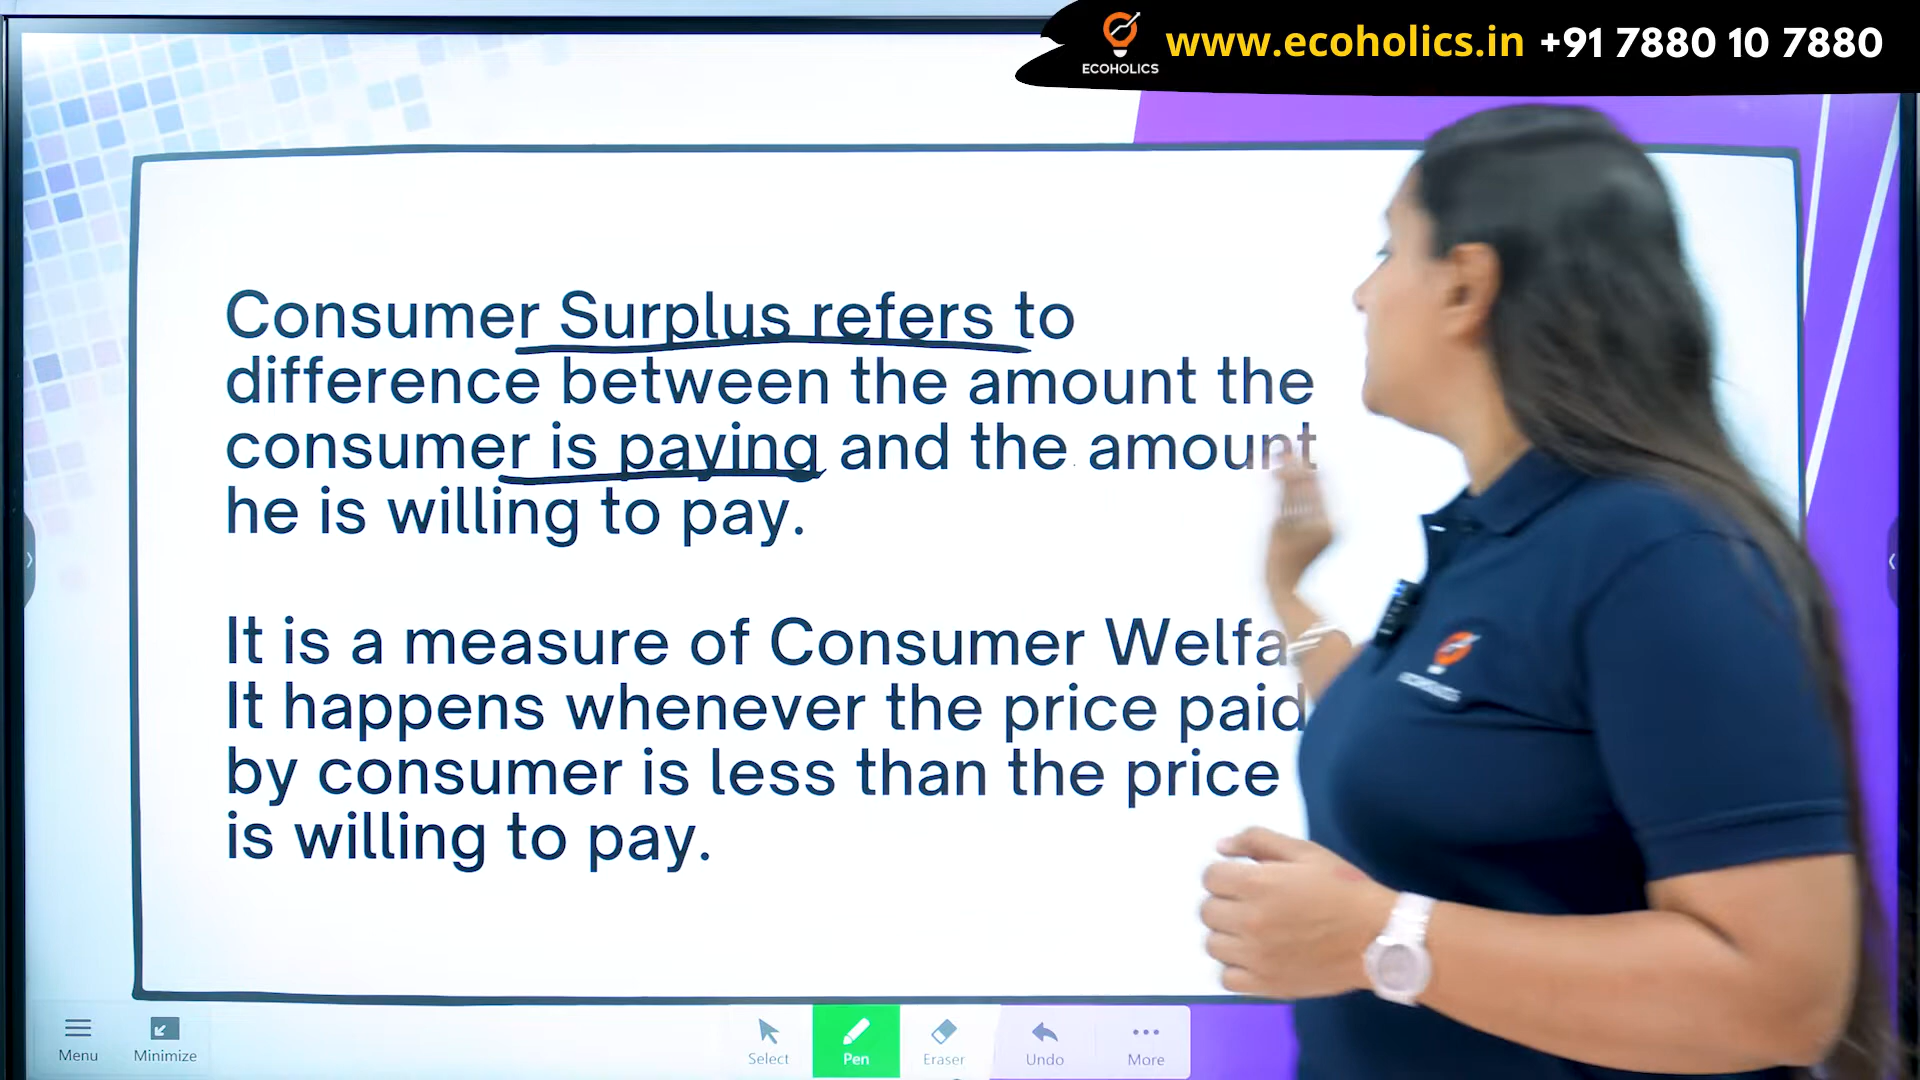 www.ecoholics.in +91 7880 10 7880
ECOHOLICS
Consumer Surplus refers to
difference between the amount the
consumer is paying and the amount
he is willing to pay.
It is a measure of Consumer
It happens whenever the price paid
by consumer is less than the price
is willing to pay.
ECOHOLICS
Menu
Minimize
Select
Pen
Eraser
Undo
More